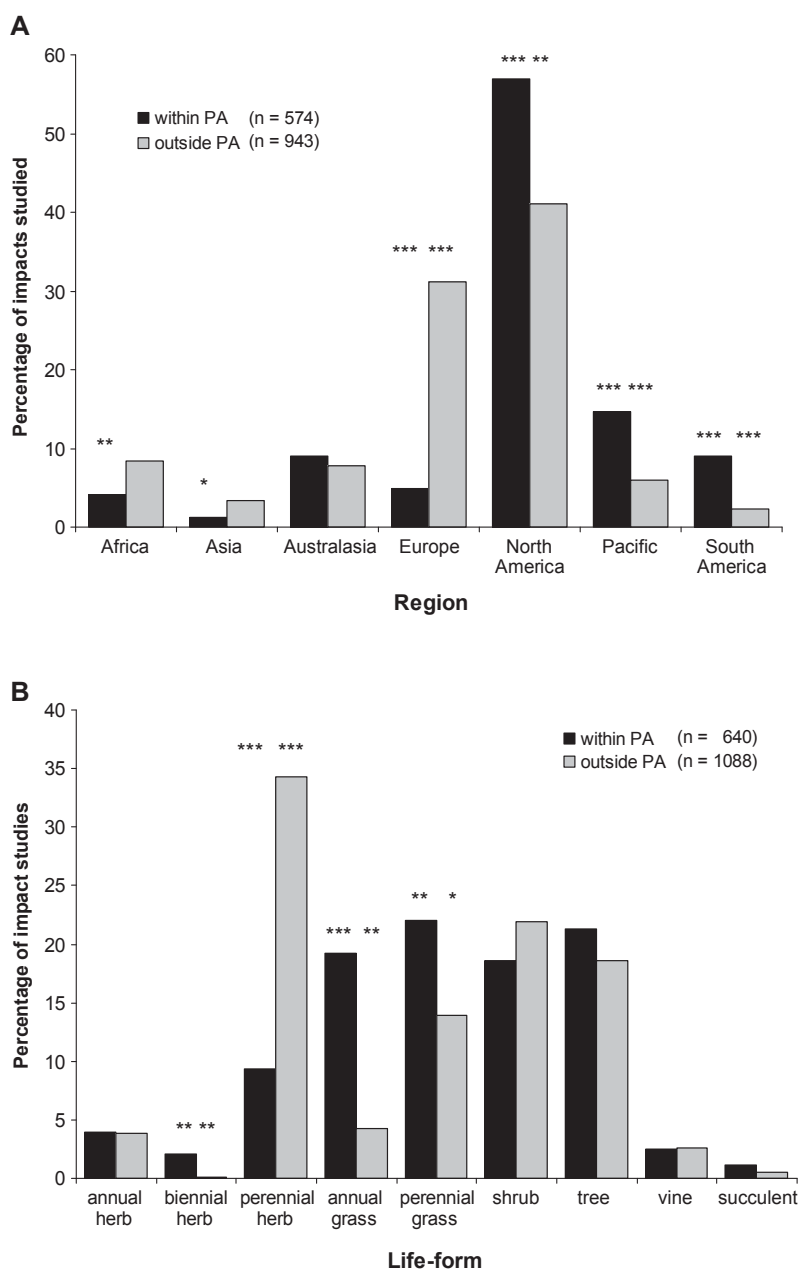 A
Percentage of impacts studied
60
50
40
30
20
10
0
within PA (n = 574)
outside PA (n = 943)
** * *** *** *** ** *** *** *** ***
Africa Asia Australasia Europe North America Pacific South America
Region
B
Percentage of impact studies
40
35
30
25
20
15
10
5
0
within PA (n = 640)
outside PA (n = 1088)
** ** *** *** *** ** ** *
annual herb biennial herb perennial herb annual grass perennial grass shrub tree vine succulent
Life-form